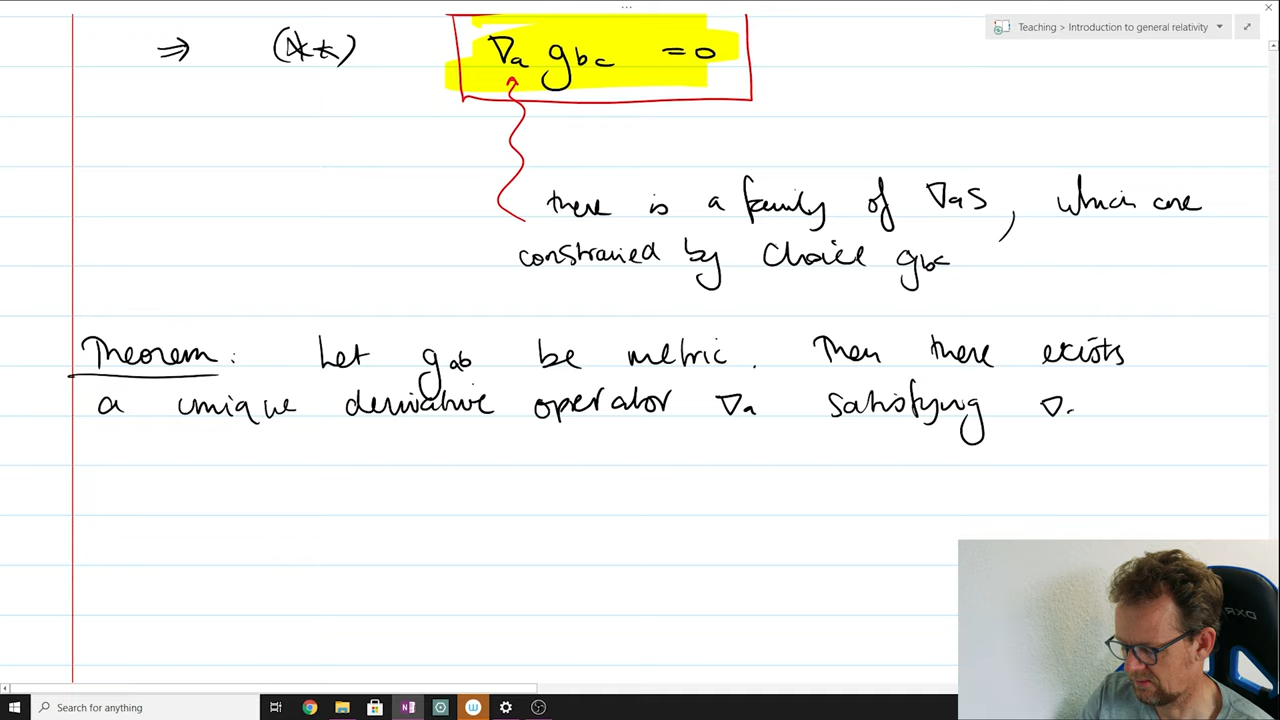 Teaching > Introduction to general relativity
⇒ (**) ∇a gbc = 0
there is a family of ∇a s, which are
constrained by choice gbc
Theorem: Let gab be metric. Then there exists
a unique derivative operator ∇a satisfying ∇
Search for anything